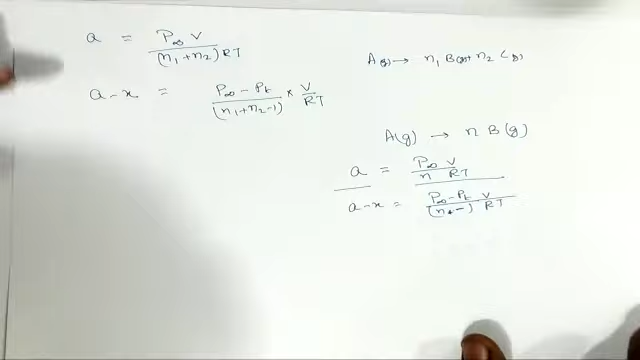 a = P∞ V / (n1+n2) RT
A(g) → n1 B(g) + n2 C(g)
a-x = P∞ - Pt / (n1+n2-1) × V / RT
A(g) → n B(g)
a = P∞ V / n RT
a-x = P∞ - Pt V / (n-1) RT